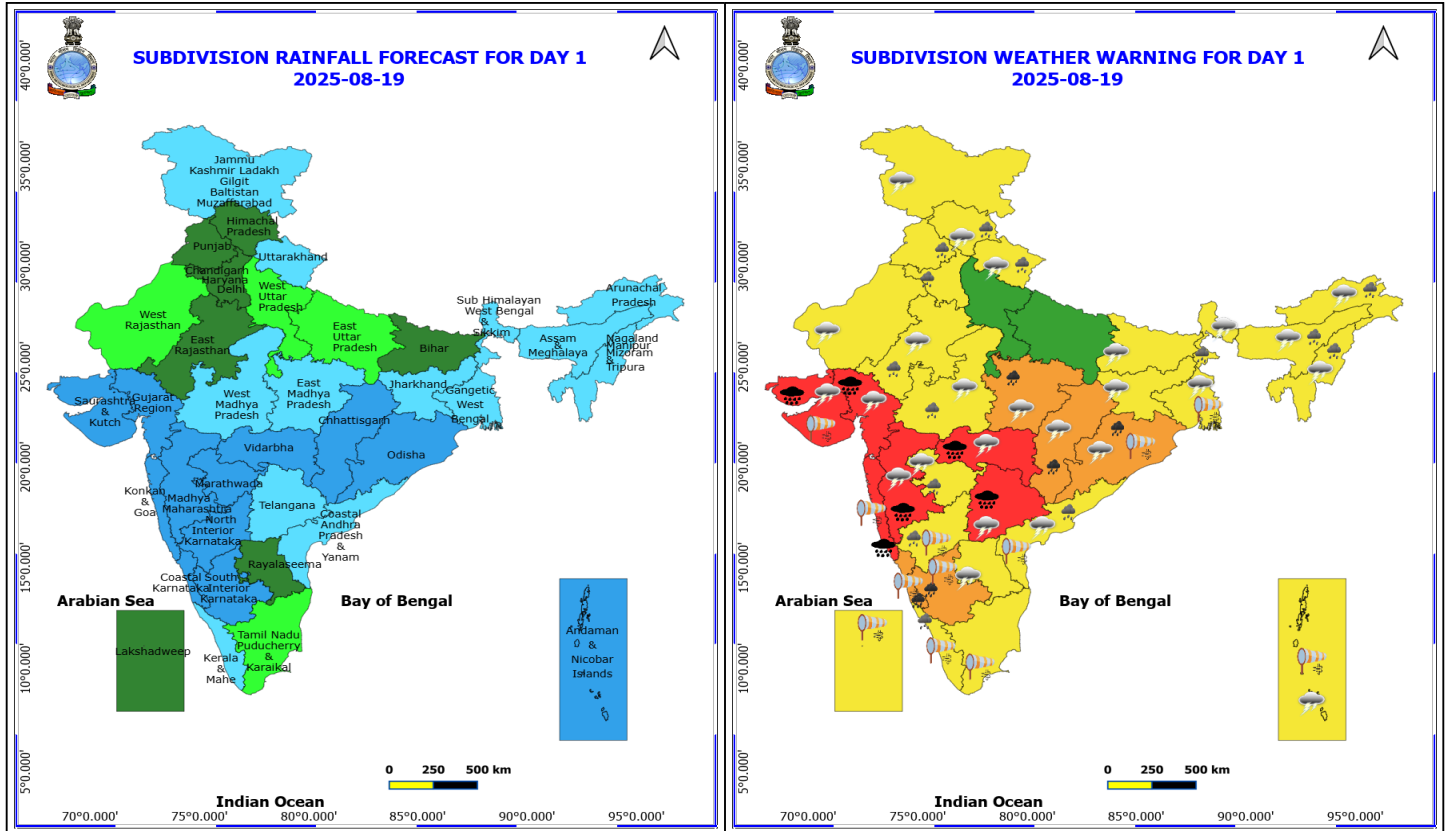 SUBDIVISION RAINFALL FORECAST FOR DAY 1
2025-08-19
40°0.000'
35°0.000'
30°0.000'
25°0.000'
20°0.000'
15°0.000'
10°0.000'
5°0.000'
Jammu
Kashmir Ladakh
Gilgit
Baltistan
Muzaffarabad
Himachal
Pradesh
Punjab
Uttarakhand
Chandigarh
Haryana
Delhi
West
Uttar
Pradesh
West
Rajasthan
East
Rajasthan
East
Uttar
Pradesh
Bihar
Sub Himalayan
West Bengal
&
Sikkim
Arunachal
Pradesh
Assam
&
Meghalaya
Nagaland
Manipur
Mizoram
&
Tripura
Saurashtra
&
Kutch
Gujarat
Region
West
Madhya
Pradesh
East
Madhya
Pradesh
Jharkhand
Gangetic
West
Bengal
Chhattisgarh
Odisha
Vidarbha
Konkan
&
Goa
Marathwada
Madhya
Maharashtra
North
Interior
Karnataka
Telangana
Coastal
Andhra
Pradesh
&
Yanam
Rayalaseema
Coastal
Karnataka
South
Interior
Karnataka
Tamil Nadu
Puducherry
&
Karaikal
Kerala
&
Mahe
Lakshadweep
Andaman
&
Nicobar
Islands
Arabian Sea
Bay of Bengal
Indian Ocean
0 250 500 km
70°0.000' 75°0.000' 80°0.000' 85°0.000' 90°0.000' 95°0.000'
SUBDIVISION WEATHER WARNING FOR DAY 1
2025-08-19
40°0.000'
35°0.000'
30°0.000'
25°0.000'
20°0.000'
15°0.000'
10°0.000'
5°0.000'
Arabian Sea
Bay of Bengal
Indian Ocean
0 250 500 km
70°0.000' 75°0.000' 80°0.000' 85°0.000' 90°0.000' 95°0.000'